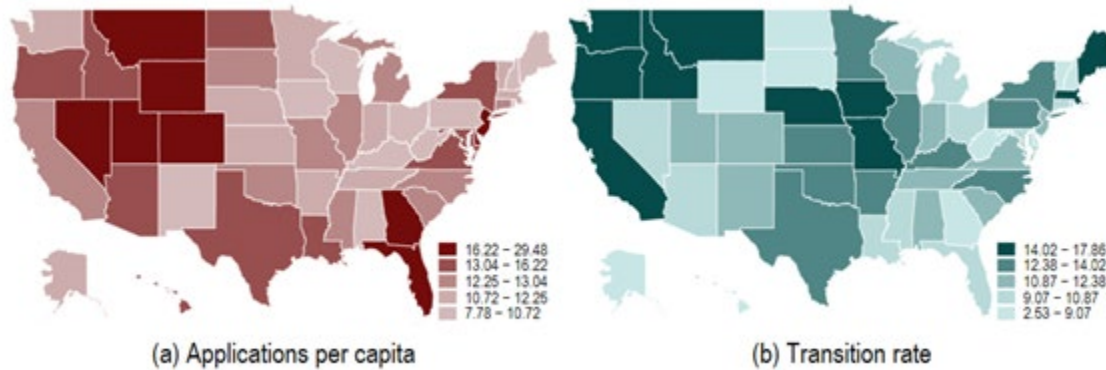 16.22 – 29.48
13.04 – 16.22
12.25 – 13.04
10.72 – 12.25
7.78 – 10.72
(a) Applications per capita
14.02 – 17.86
12.38 – 14.02
10.87 – 12.38
9.07 – 10.87
2.53 – 9.07
(b) Transition rate